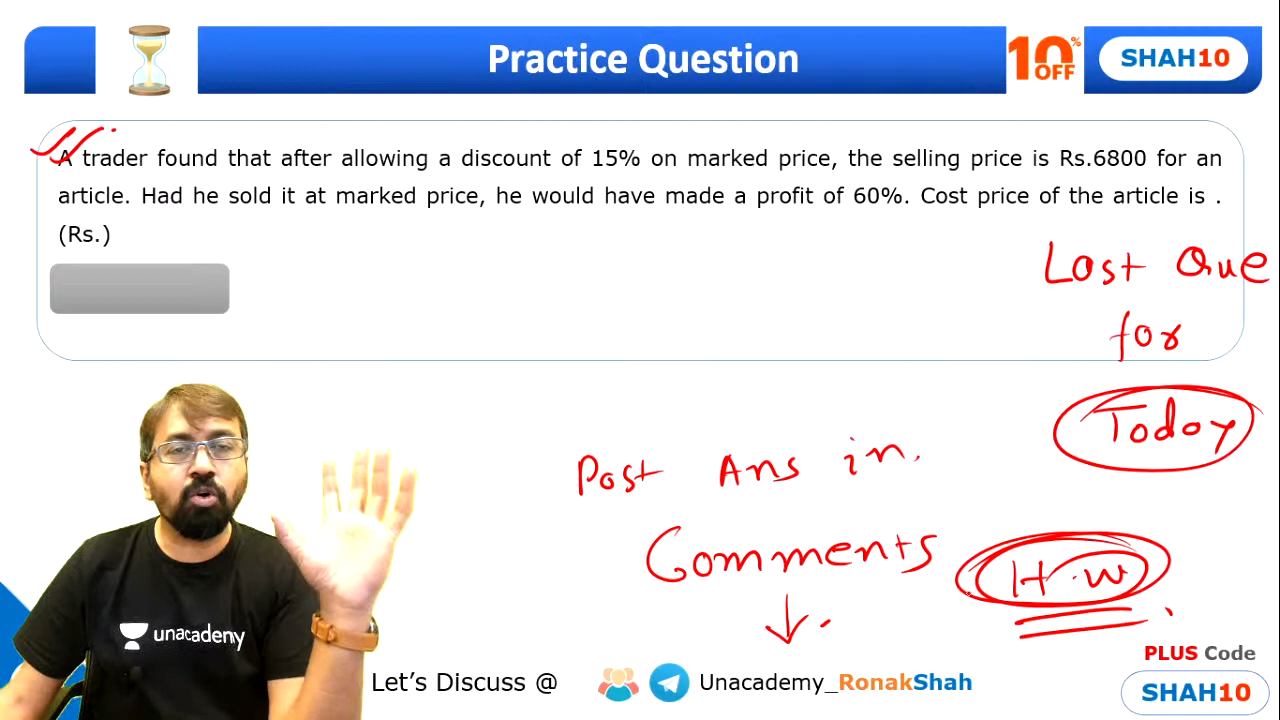 Practice Question
10% OFF
SHAH10
A trader found that after allowing a discount of 15% on marked price, the selling price is Rs.6800 for an
article. Had he sold it at marked price, he would have made a profit of 60%. Cost price of the article is .
(Rs.)
Last Que
for
Today
Post Ans in
Comments
H.W
unacademy
PLUS Code
Let's Discuss @
Unacademy_RonakShah
SHAH10